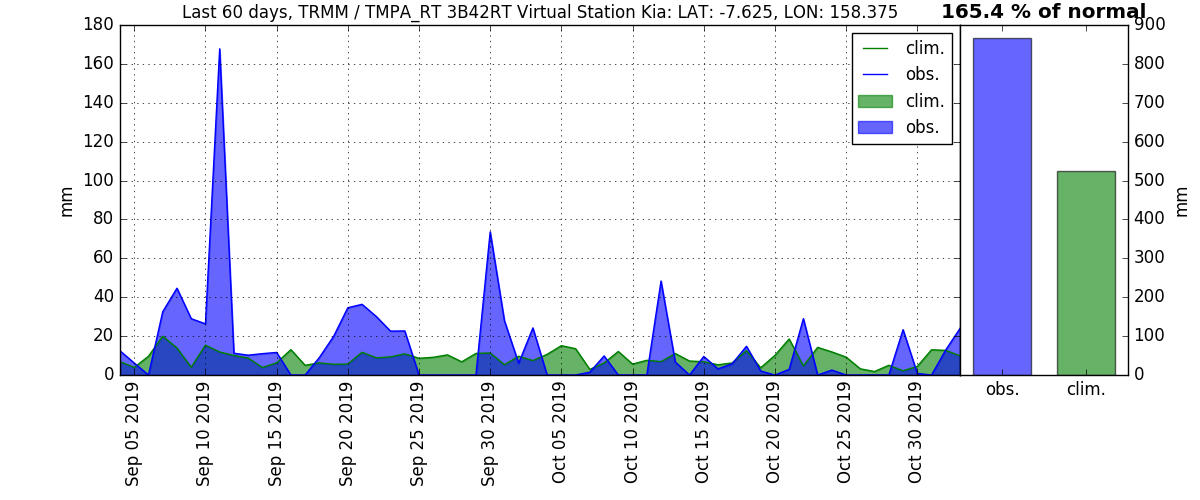 Last 60 days, TRMM / TMPA_RT 3B42RT Virtual Station Kia: LAT: -7.625, LON: 158.375
165.4 % of normal
180
160
140
120
100
80
60
40
20
0
mm
clim.
obs.
clim.
obs.
Sep 05 2019
Sep 10 2019
Sep 15 2019
Sep 20 2019
Sep 25 2019
Sep 30 2019
Oct 05 2019
Oct 10 2019
Oct 15 2019
Oct 20 2019
Oct 25 2019
Oct 30 2019
900
800
700
600
500
400
300
200
100
0
mm
obs.
clim.